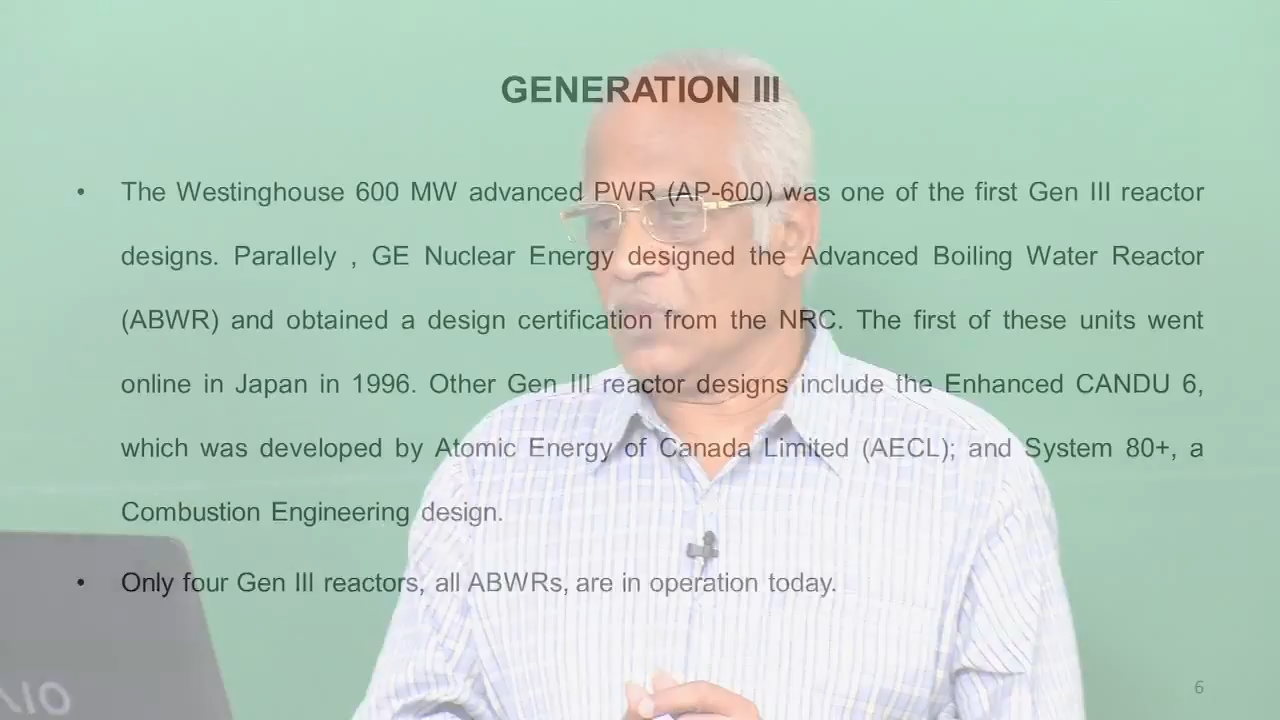 GENERATION III
• The Westinghouse 600 MW advanced PWR (AP-600) was one of the first Gen III reactor
designs. Parallely , GE Nuclear Energy designed the Advanced Boiling Water Reactor
(ABWR) and obtained a design certification from the NRC. The first of these units went
online in Japan in 1996. Other Gen III reactor designs include the Enhanced CANDU 6,
which was developed by Atomic Energy of Canada Limited (AECL); and System 80+, a
Combustion Engineering design.
• Only four Gen III reactors, all ABWRs, are in operation today.
6